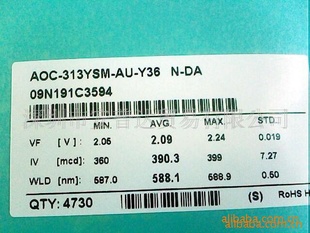 AOC-313YSM-AU-Y36 N-DA
09N191C3594
MIN. AVG MAX. STD.
VF [ V ]: 2.05 2.09 2.24 0.019
IV [mcd]: 360 390.3 399 7.27
WLD [nm]: 587.0 588.1 588.9 0.50
QTY: 4730 (S) RoHS H
alibaba.com.cn